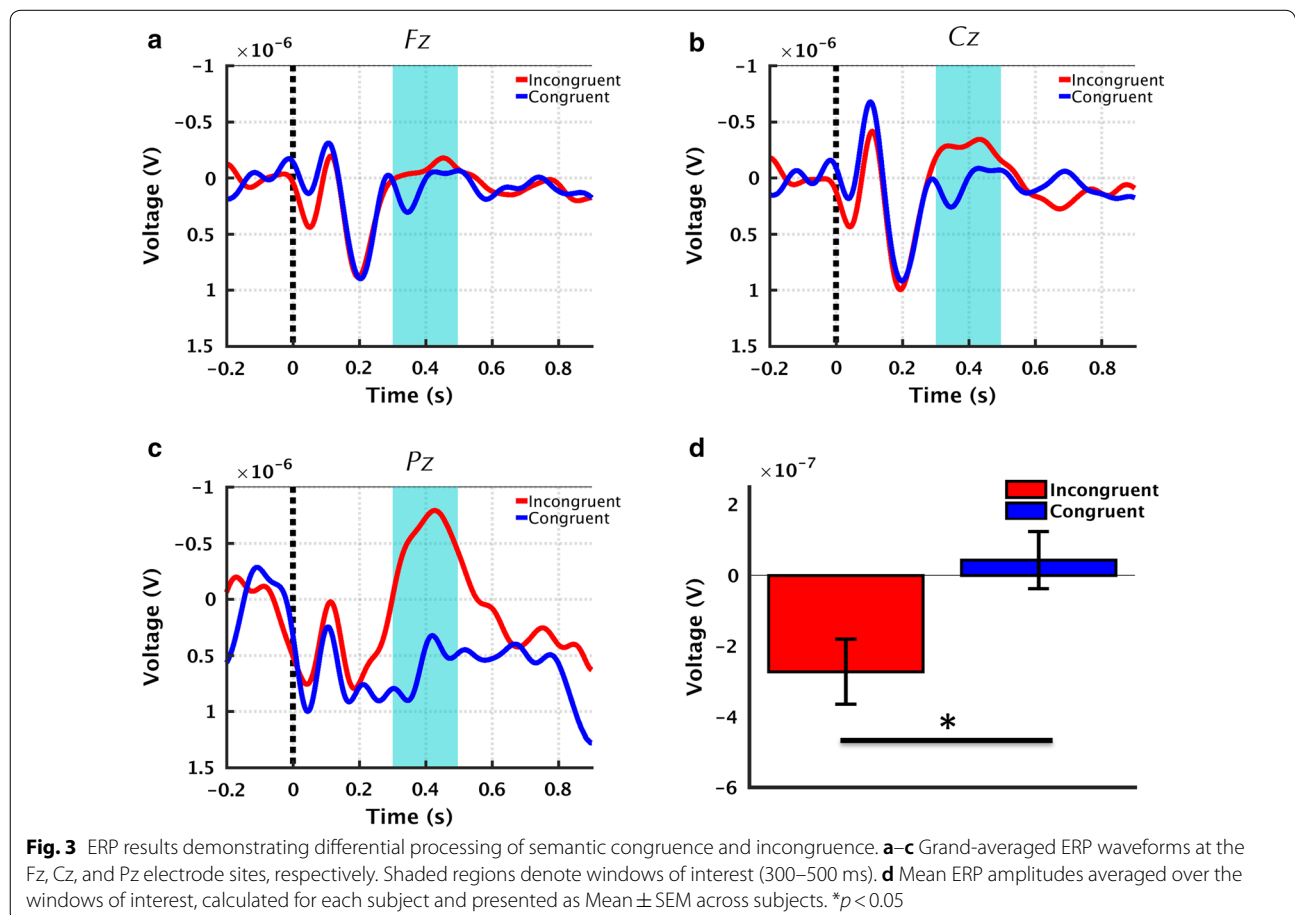 a
×10⁻⁶
Fz
Incongruent
Congruent
-1
-0.5
0
0.5
1
1.5
Voltage (V)
-0.2 0 0.2 0.4 0.6 0.8
Time (s)
b
×10⁻⁶
Cz
Incongruent
Congruent
-1
-0.5
0
0.5
1
1.5
Voltage (V)
-0.2 0 0.2 0.4 0.6 0.8
Time (s)
c
×10⁻⁶
Pz
Incongruent
Congruent
-1
-0.5
0
0.5
1
1.5
Voltage (V)
-0.2 0 0.2 0.4 0.6 0.8
Time (s)
d
×10⁻⁷
Incongruent
Congruent
2
0
-2
-4
-6
Voltage (V)
*
Fig. 3 ERP results demonstrating differential processing of semantic congruence and incongruence. a–c Grand-averaged ERP waveforms at the
Fz, Cz, and Pz electrode sites, respectively. Shaded regions denote windows of interest (300–500 ms). d Mean ERP amplitudes averaged over the
windows of interest, calculated for each subject and presented as Mean ± SEM across subjects. *p < 0.05